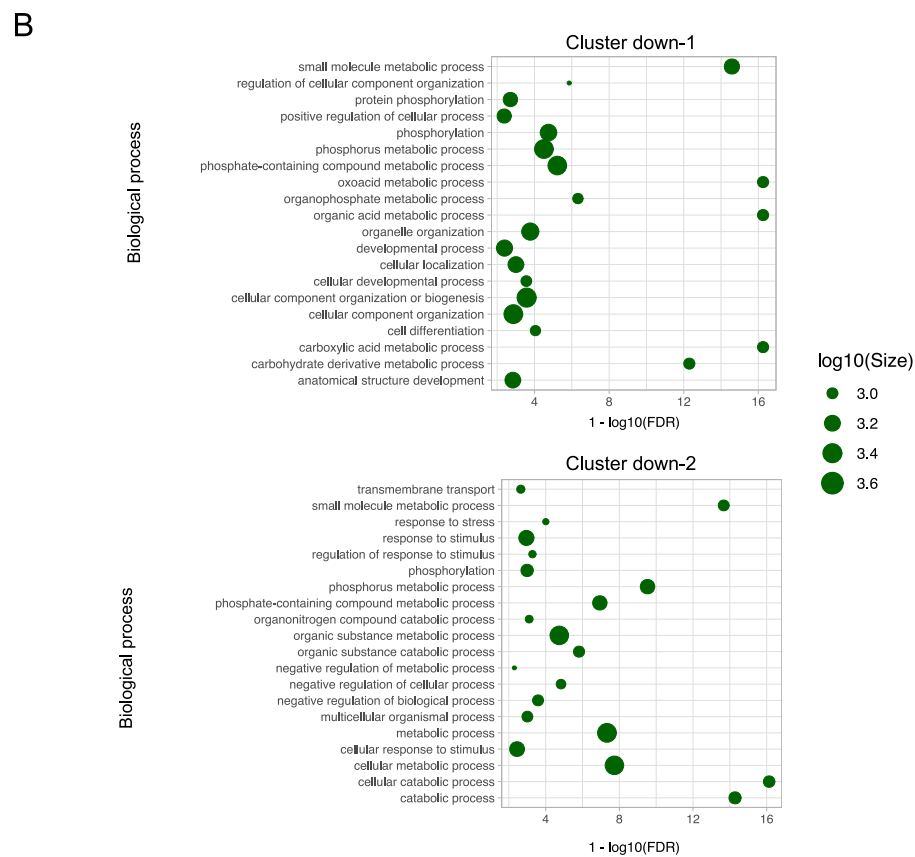 B
Cluster down-1
small molecule metabolic process
regulation of cellular component organization
protein phosphorylation
positive regulation of cellular process
phosphorylation
phosphorus metabolic process
phosphate-containing compound metabolic process
oxoacid metabolic process
organophosphate metabolic process
organic acid metabolic process
organelle organization
developmental process
cellular localization
cellular developmental process
cellular component organization or biogenesis
cellular component organization
cell differentiation
carboxylic acid metabolic process
carbohydrate derivative metabolic process
anatomical structure development
Biological process
4 8 12 16
1 - log10(FDR)
log10(Size)
3.0
3.2
3.4
3.6
Cluster down-2
transmembrane transport
small molecule metabolic process
response to stress
response to stimulus
regulation of response to stimulus
phosphorylation
phosphorus metabolic process
phosphate-containing compound metabolic process
organonitrogen compound catabolic process
organic substance metabolic process
organic substance catabolic process
negative regulation of metabolic process
negative regulation of cellular process
negative regulation of biological process
multicellular organismal process
metabolic process
cellular response to stimulus
cellular metabolic process
cellular catabolic process
catabolic process
Biological process
4 8 12 16
1 - log10(FDR)